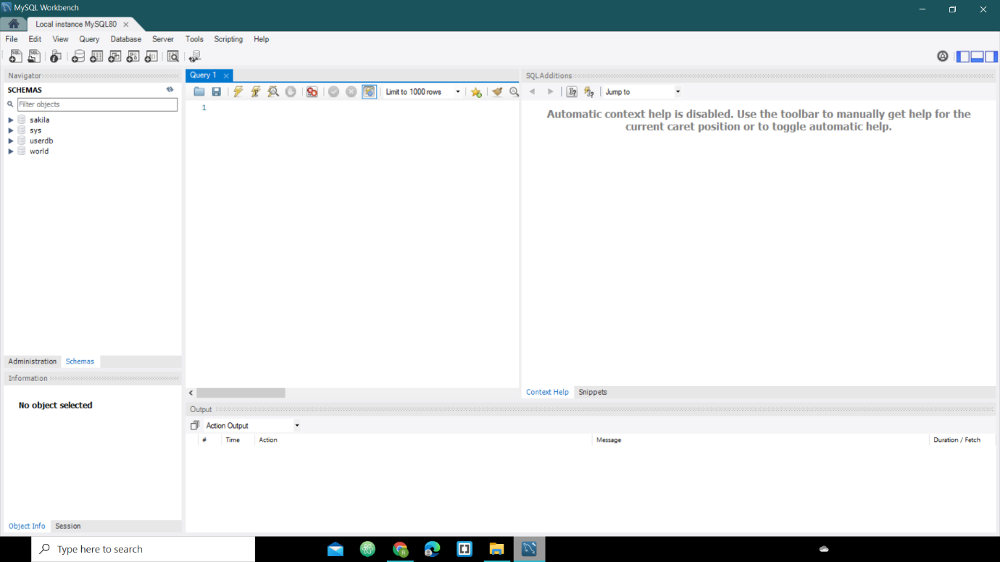 MySQL Workbench
Local instance MySQL80
File Edit View Query Database Server Tools Scripting Help
Navigator
SCHEMAS
Filter objects
sakila
sys
userdb
world
Administration Schemas
Information
No object selected
Object Info Session
Query 1
Limit to 1000 rows
1
SQLAdditions
Jump to
Automatic context help is disabled. Use the toolbar to manually get help for the
current caret position or to toggle automatic help.
Context Help Snippets
Output
Action Output
# Time Action Message Duration / Fetch
Type here to search